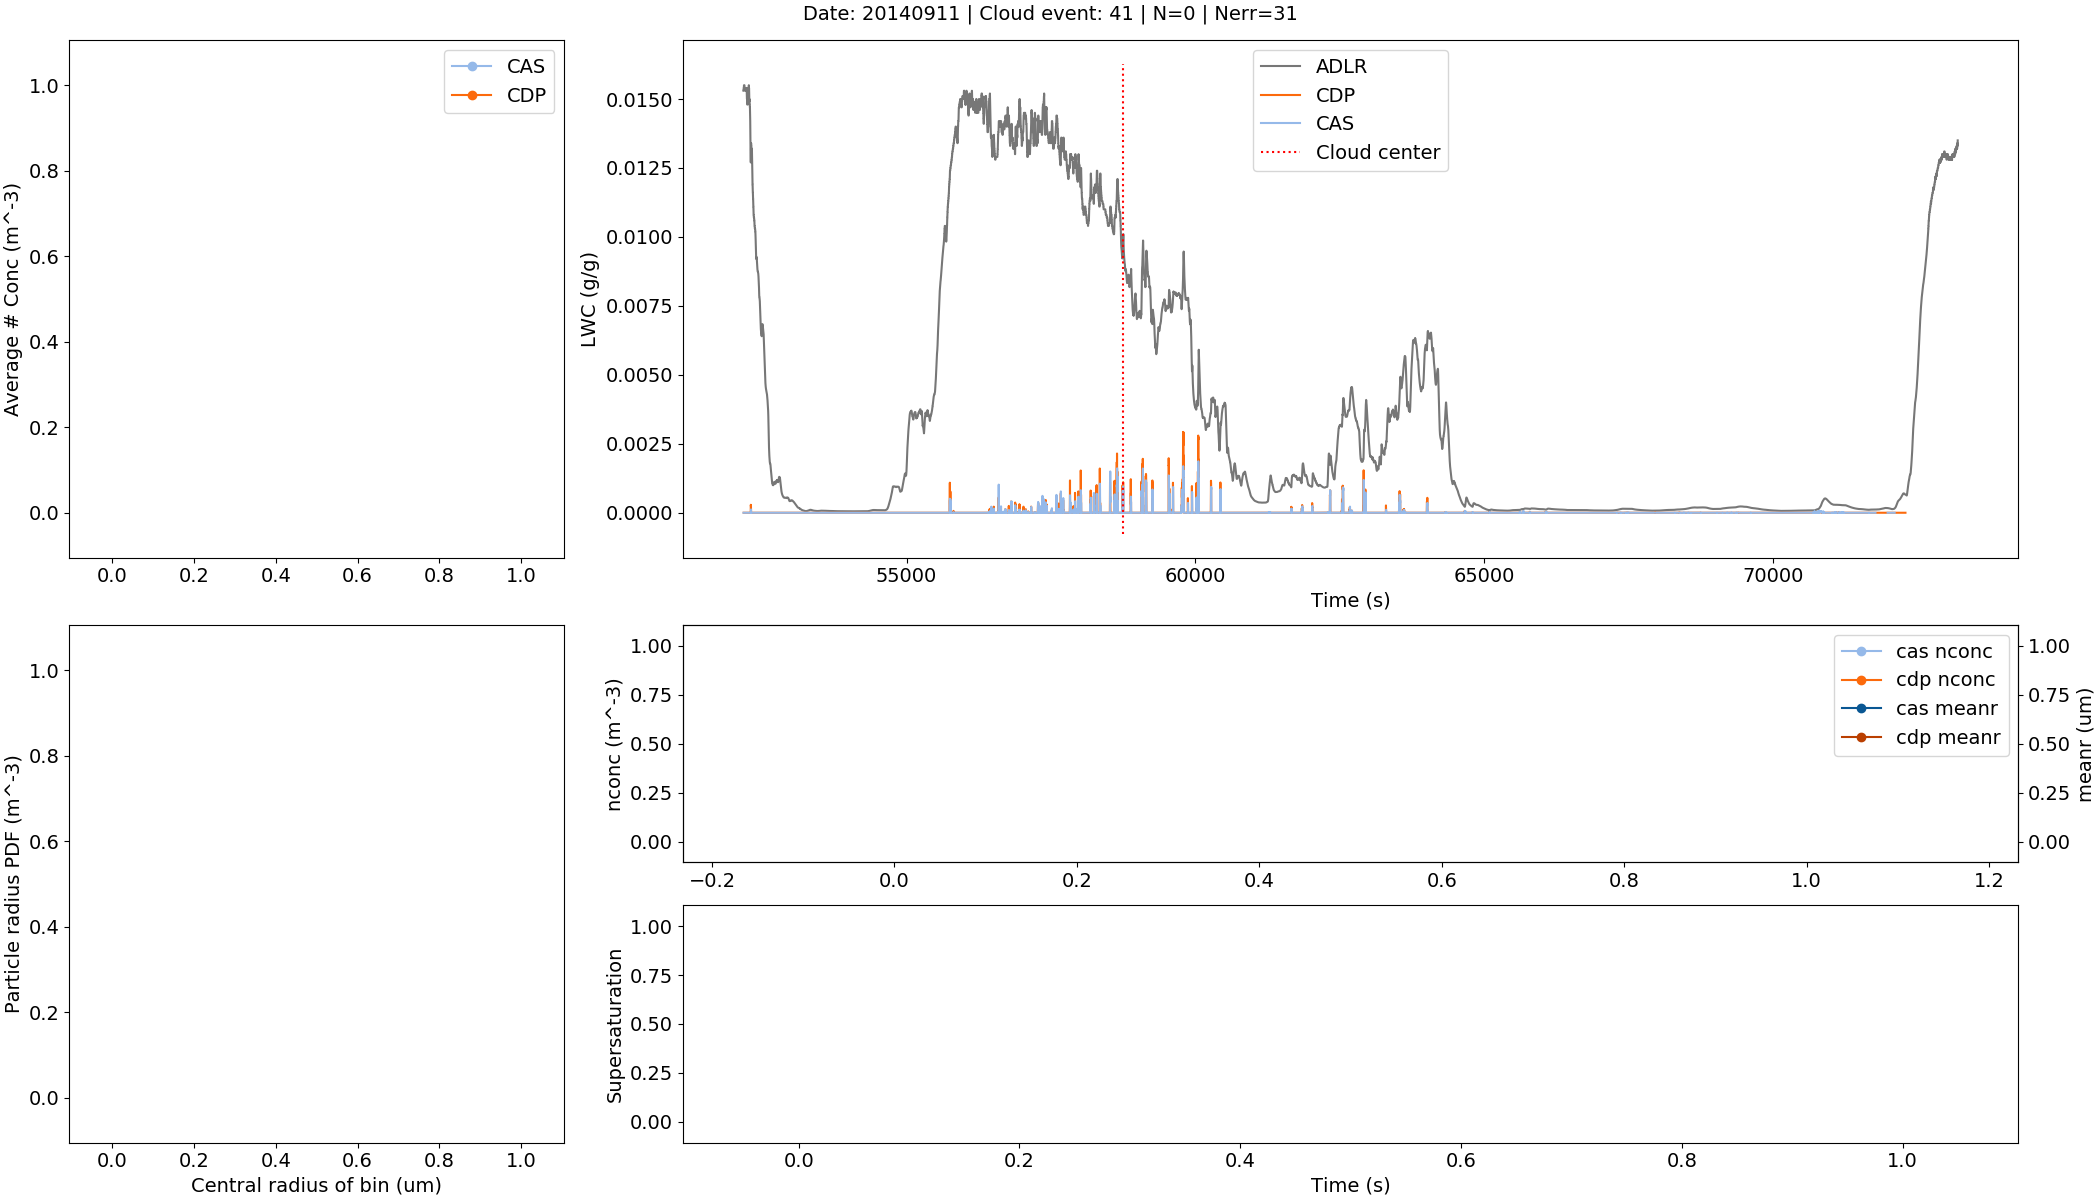 Date: 20140911 | Cloud event: 41 | N=0 | Nerr=31
Average # Conc (m^-3)
1.0
0.8
0.6
0.4
0.2
0.0
0.0 0.2 0.4 0.6 0.8 1.0
CAS
CDP
LWC (g/g)
0.0150
0.0125
0.0100
0.0075
0.0050
0.0025
0.0000
55000 60000 65000 70000
Time (s)
ADLR
CDP
CAS
Cloud center
Particle radius PDF (m^-3)
1.0
0.8
0.6
0.4
0.2
0.0
0.0 0.2 0.4 0.6 0.8 1.0
Central radius of bin (um)
nconc (m^-3)
1.00
0.75
0.50
0.25
0.00
−0.2 0.0 0.2 0.4 0.6 0.8 1.0 1.2
cas nconc
cdp nconc
cas meanr
cdp meanr
1.00
0.75
0.50
0.25
0.00
meanr (um)
Supersaturation
1.00
0.75
0.50
0.25
0.00
0.0 0.2 0.4 0.6 0.8 1.0
Time (s)